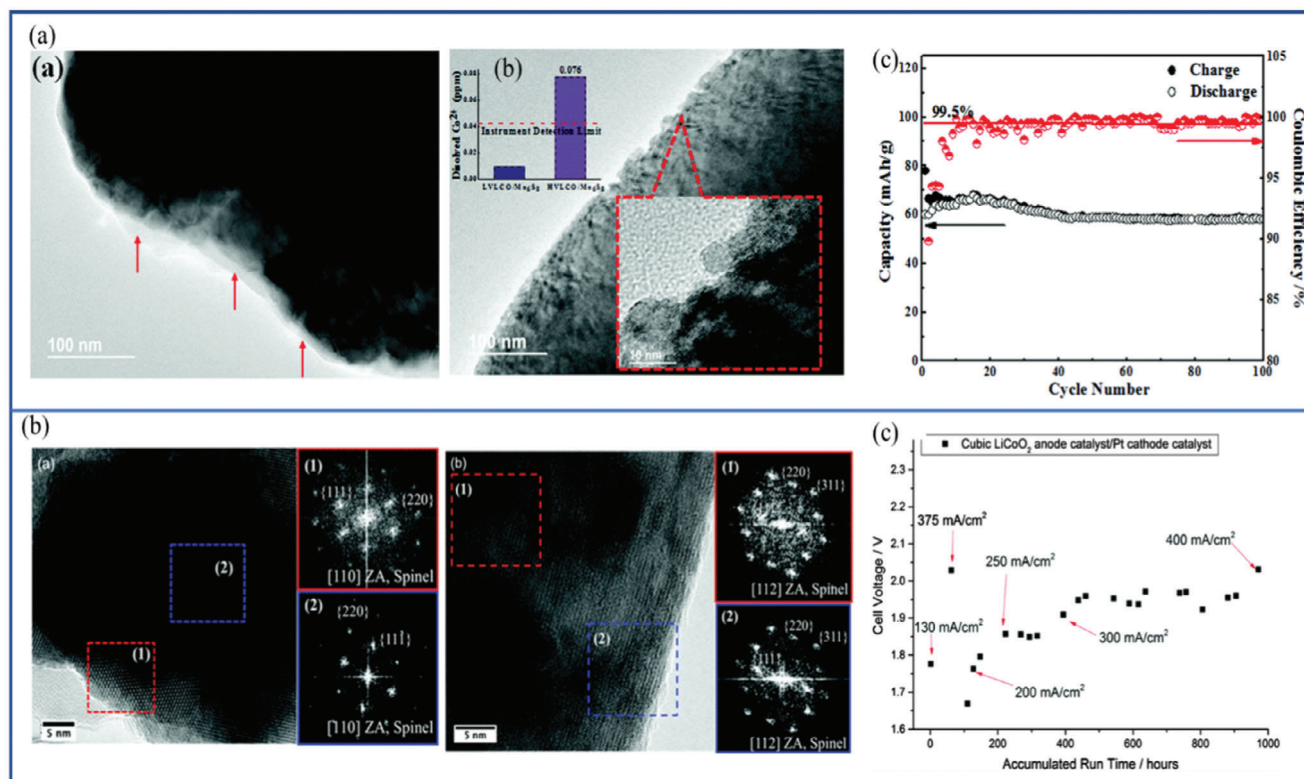 (a)
(a)
100 nm
(b)
Disolved Co²⁺ (ppm)
0.08
0.06
0.04
0.02
0.00
0.076
Instrument Detection Limit
LVLCO/Mo₆S₈
HVLCO/Mo₆S₈
100 nm
10 nm
(c)
Capacity (mAh/g)
120
100
80
60
40
20
0
99.5%
Charge
Discharge
105
100
95
90
85
80
Coulombic Efficiency /%
0
20
40
60
80
100
Cycle Number
(b)
(a)
(1)
(2)
5 nm
(1)
{111}
{220}
[110] ZA, Spinel
(2)
{220}
{111̄}
[110] ZA, Spinel
(b)
(1)
(2)
5 nm
(1)
{220}
{311}
[112] ZA, Spinel
(2)
{220}
{311}
{111}
[112] ZA, Spinel
(c)
Cubic LiCoO₂ anode catalyst/Pt cathode catalyst
Cell Voltage / V
2.3
2.2
2.1
2.0
1.9
1.8
1.7
1.6
375 mA/cm²
400 mA/cm²
250 mA/cm²
130 mA/cm²
300 mA/cm²
200 mA/cm²
0
200
400
600
800
1000
Accumulated Run Time / hours